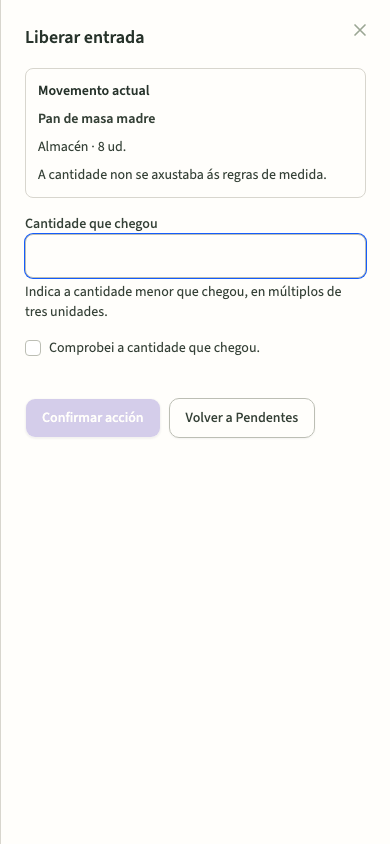 Liberar entrada
Movemento actual
Pan de masa madre
Almacén · 8 ud.
A cantidade non se axustaba ás regras de medida.
Cantidade que chegou
Indica a cantidade menor que chegou, en múltiplos de
tres unidades.
Comprobei a cantidade que chegou.
Confirmar acción
Volver a Pendentes